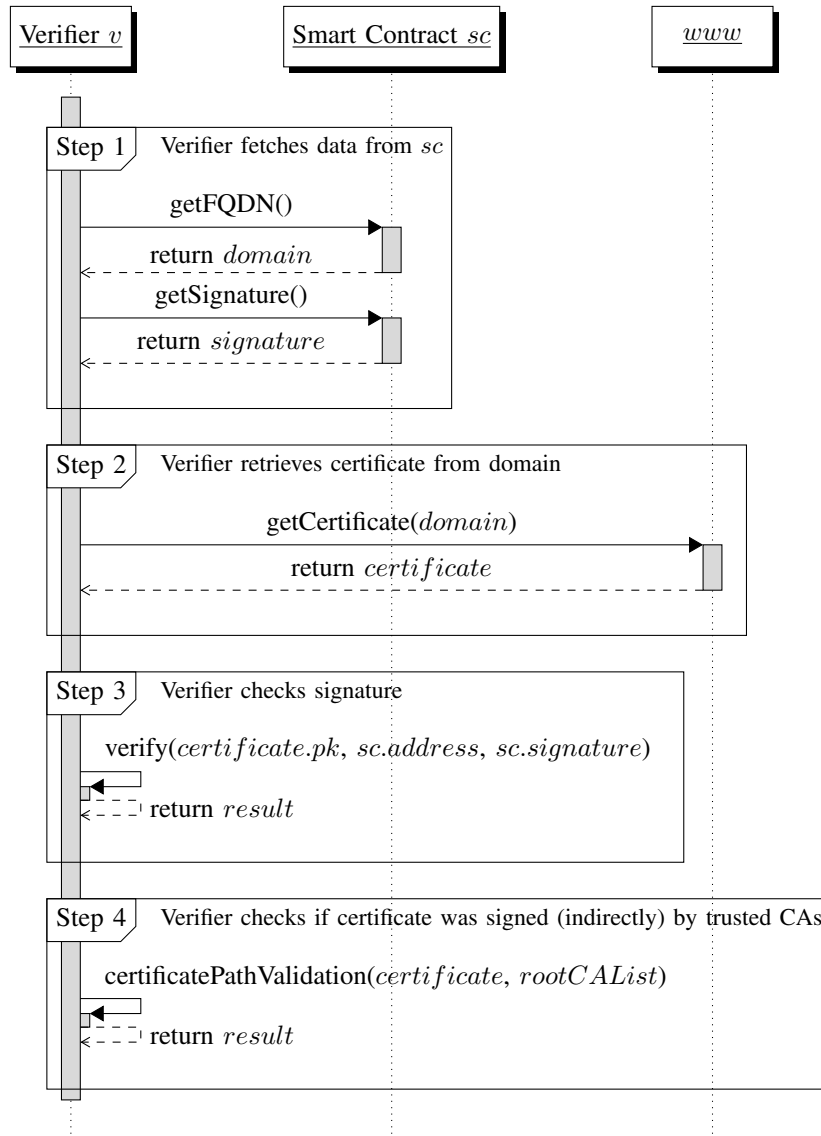 Verifier v
Smart Contract sc
www
Step 1
Verifier fetches data from sc
getFQDN()
return domain
getSignature()
return signature
Step 2
Verifier retrieves certificate from domain
getCertificate(domain)
return certificate
Step 3
Verifier checks signature
verify(certificate.pk, sc.address, sc.signature)
return result
Step 4
Verifier checks if certificate was signed (indirectly) by trusted CAs
certificatePathValidation(certificate, rootCAList)
return result